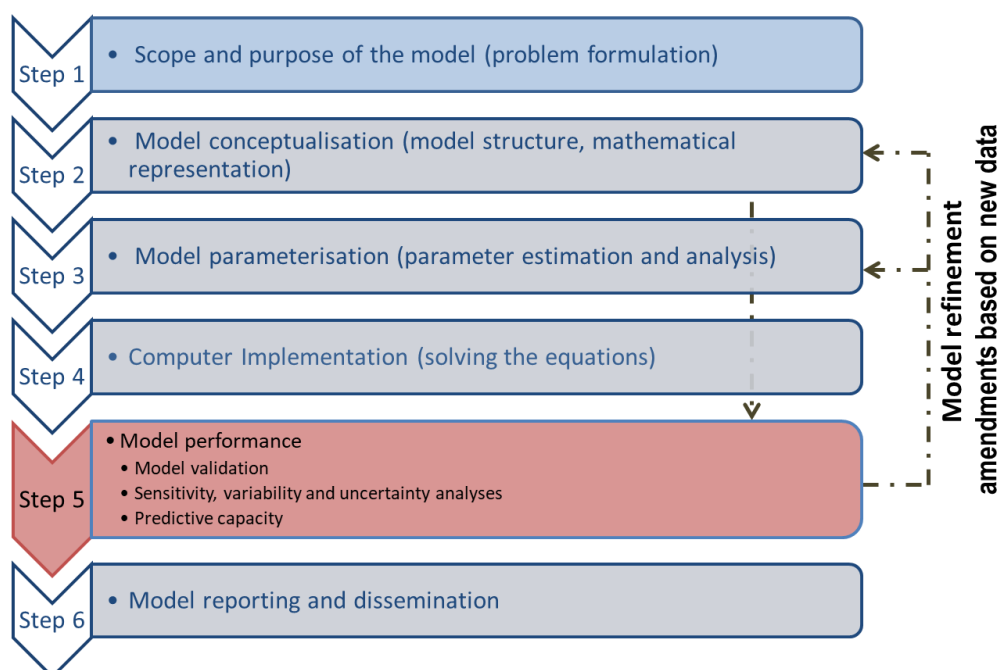 Step 1
• Scope and purpose of the model (problem formulation)
Step 2
• Model conceptualisation (model structure, mathematical
representation)
Step 3
• Model parameterisation (parameter estimation and analysis)
Step 4
• Computer Implementation (solving the equations)
Step 5
• Model performance
• Model validation
• Sensitivity, variability and uncertainty analyses
• Predictive capacity
Step 6
• Model reporting and dissemination
Model refinement
amendments based on new data